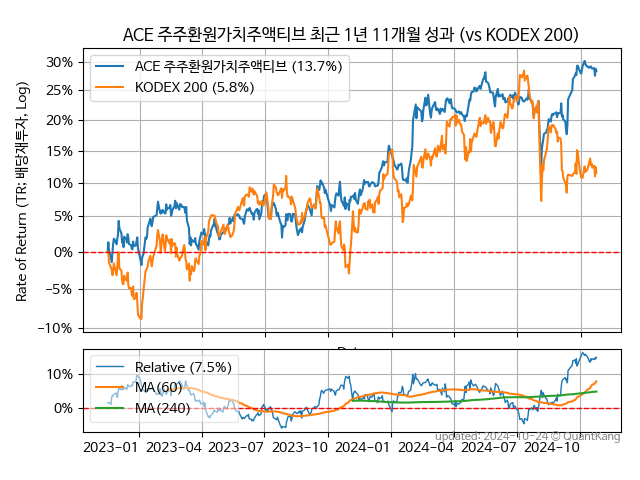 ACE 주주환원가치주액티브 최근 1년 11개월 성과 (vs KODEX 200)
Rate of Return (TR: 배당재투자, Log)
30%
25%
20%
15%
10%
5%
0%
−5%
−10%
ACE 주주환원가치주액티브 (13.7%)
KODEX 200 (5.8%)
10%
0%
Relative (7.5%)
MA(60)
MA(240)
updated: 2024-10-24 © QuantKang
2023−01
2023−04
2023−07
2023−10
2024−01
2024−04
2024−07
2024−10